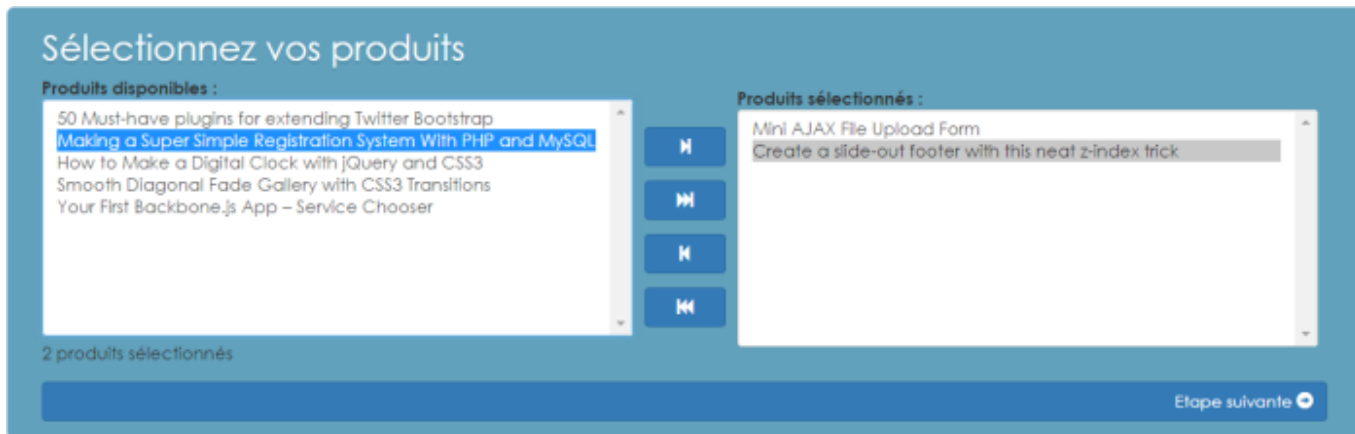 Sélectionnez vos produits
Produits disponibles :
50 Must-have plugins for extending Twitter Bootstrap
Making a Super Simple Registration System With PHP and MySQL
How to Make a Digital Clock with jQuery and CSS3
Smooth Diagonal Fade Gallery with CSS3 Transitions
Your First Backbone.js App – Service Chooser
2 produits sélectionnés
Produits sélectionnés :
Mini AJAX File Upload Form
Create a slide-out footer with this neat z-index trick
Etape suivante